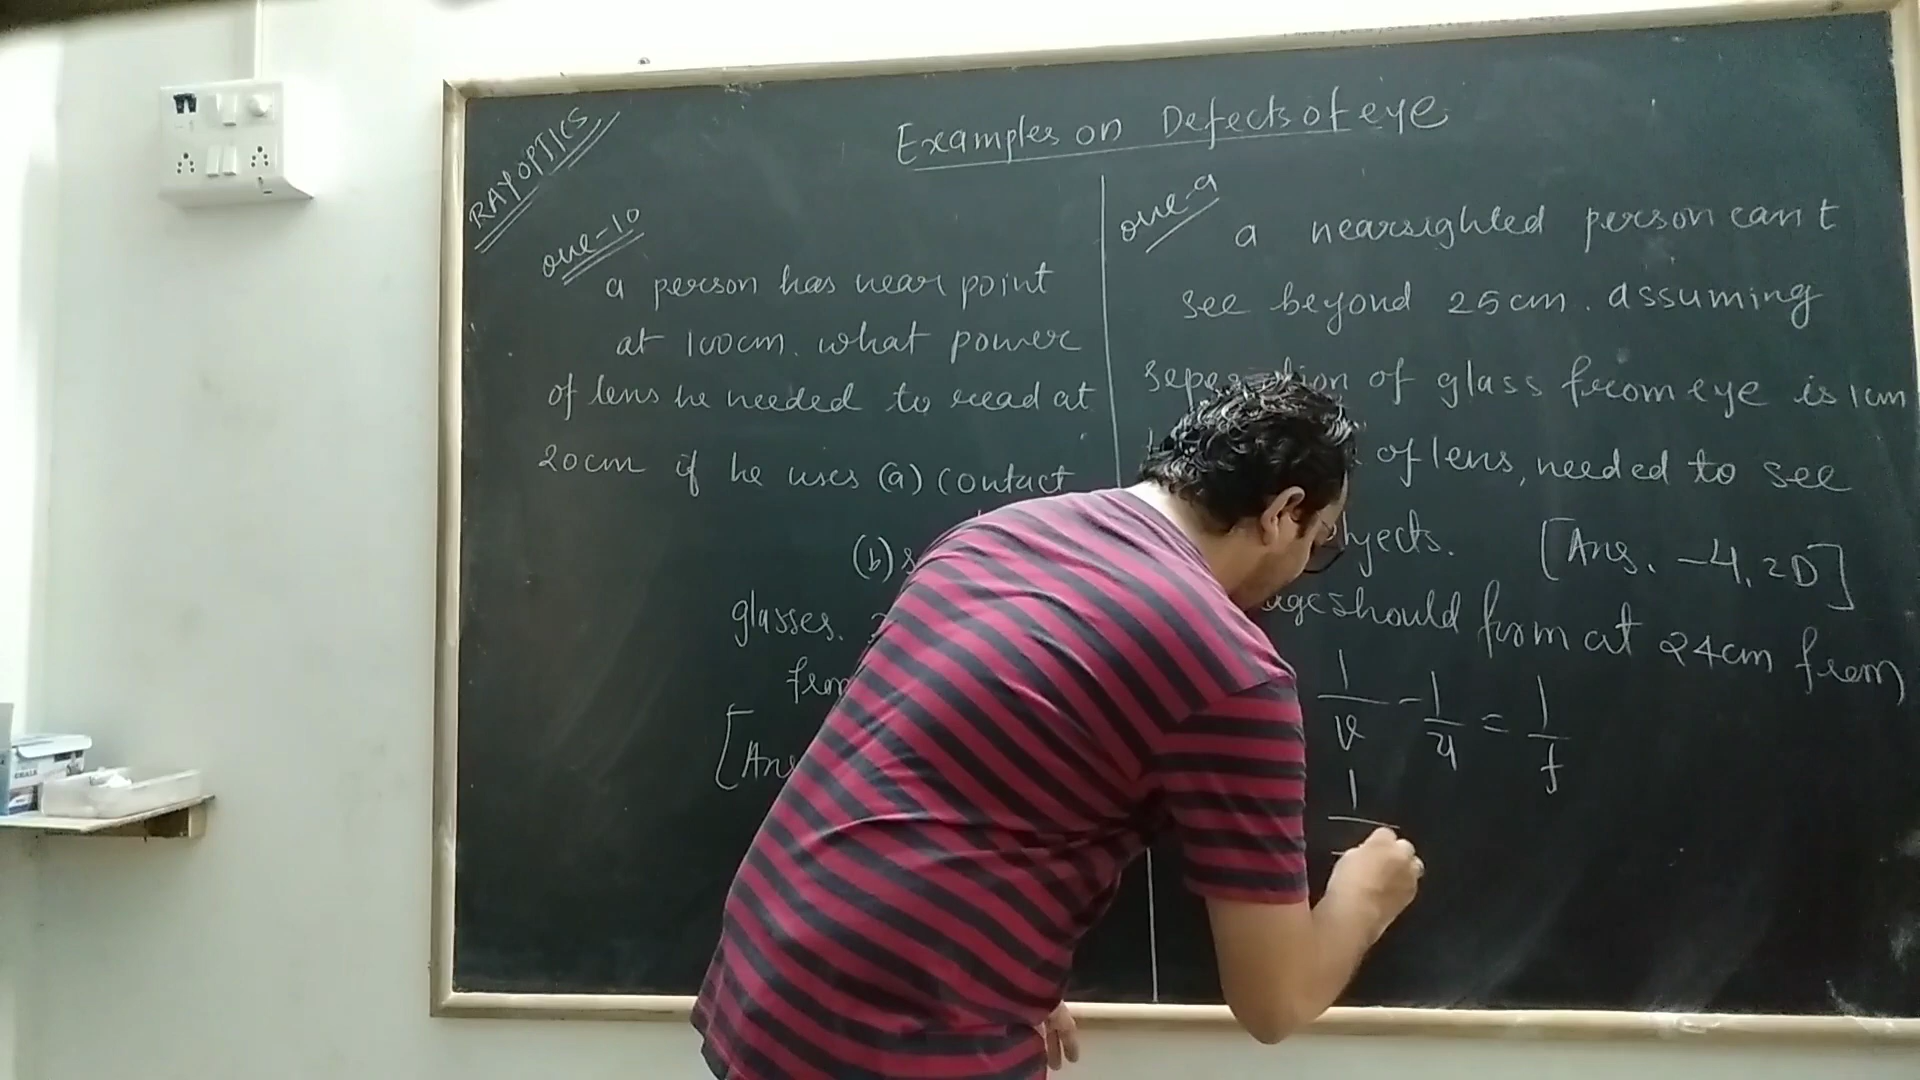 RAY OPTICS
Examples on Defects of eye
que-10
a person has near point
at 100cm. what power
of lens he needed to read at
20cm if he uses (a) contact
(b)
glasses.
from
[Ans
que-9
a nearsighted person can't
see beyond 25cm. assuming
of glass from eye is 1cm
of lens, needed to see
[Ans. -4.2D]
should form at 24cm from
1/v - 1/u = 1/f
1